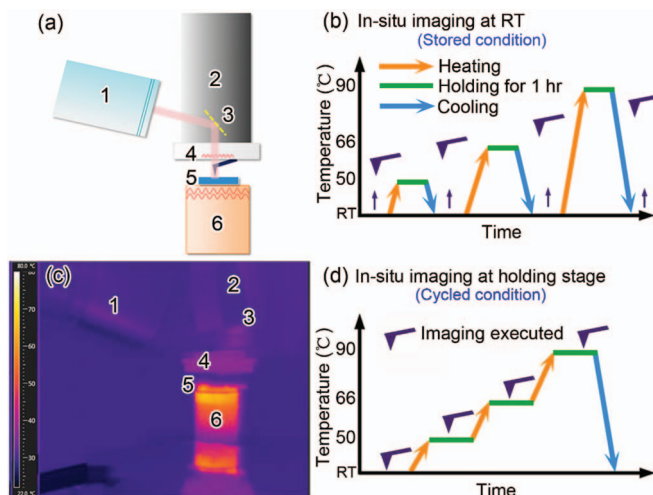 (a)
1
2
3
4
5
6
(b) In-situ imaging at RT
(Stored condition)
Heating
Holding for 1 hr
Cooling
Temperature (℃)
90
66
50
RT
Time
80.0 ℃
(c)
80
70
60
50
40
30
22.0 ℃
1
2
3
4
5
6
(d) In-situ imaging at holding stage
(Cycled condition)
Imaging executed
Temperature (℃)
90
66
50
RT
Time